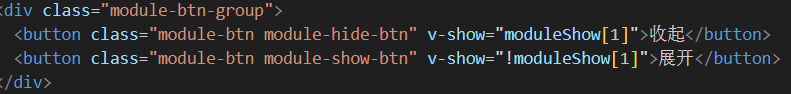 <div class="module-btn-group">
<button class="module-btn module-hide-btn" v-show="moduleShow[1]">收起</button>
<button class="module-btn module-show-btn" v-show="!moduleShow[1]">展开</button>
</div>